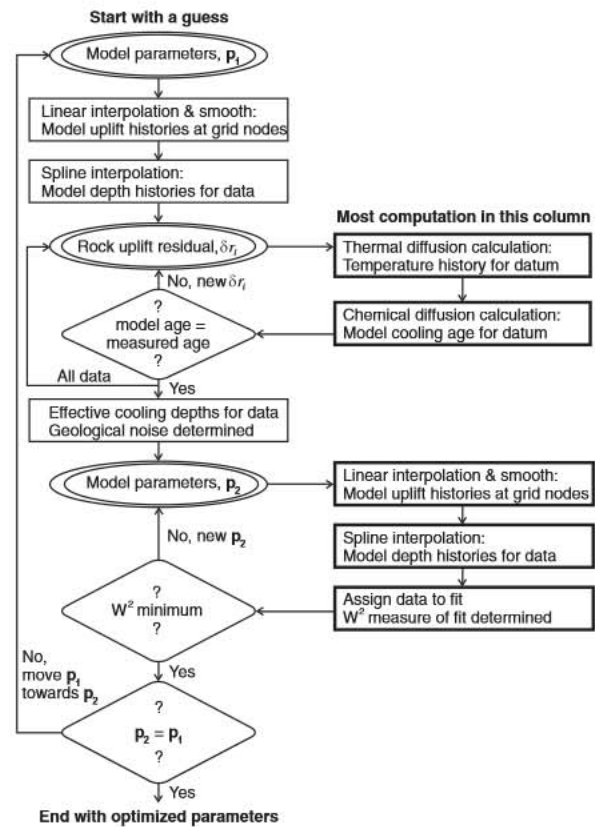 Start with a guess
Model parameters, p₁
Linear interpolation & smooth:
Model uplift histories at grid nodes
Spline interpolation:
Model depth histories for data
Most computation in this column
Rock uplift residual, δrᵢ
Thermal diffusion calculation:
Temperature history for datum
No, new δrᵢ
?
model age =
measured age
?
Chemical diffusion calculation:
Model cooling age for datum
All data
Yes
Effective cooling depths for data
Geological noise determined
Model parameters, p₂
Linear interpolation & smooth:
Model uplift histories at grid nodes
No, new p₂
Spline interpolation:
Model depth histories for data
?
W² minimum
?
Assign data to fit
W² measure of fit determined
No,
move p₁
towards p₂
Yes
?
p₂ = p₁
?
Yes
End with optimized parameters